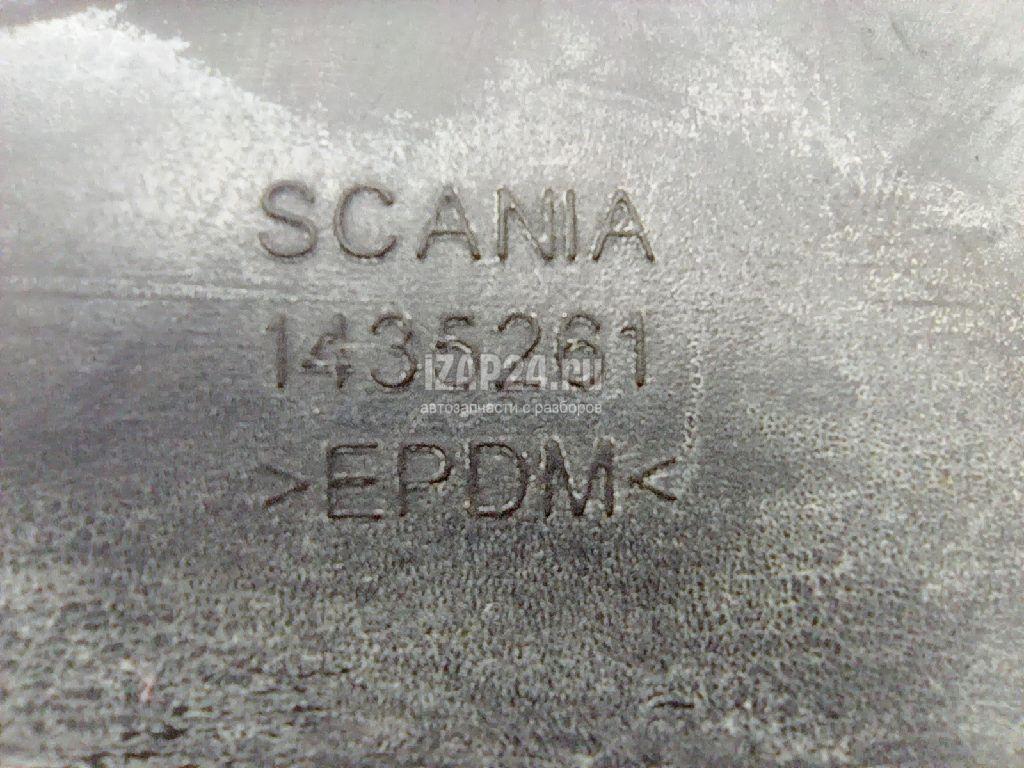 SCANIA
1435261
IZAP24.ru
автозапчасти с разборов
>EPDM<